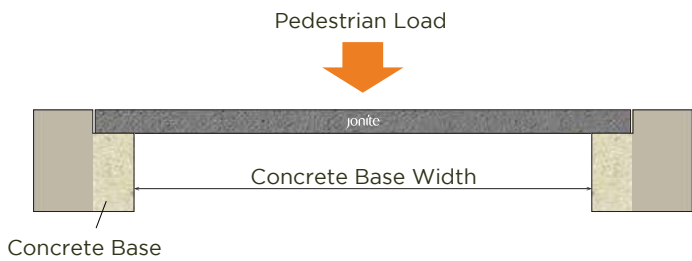 Pedestrian Load
jonite
Concrete Base Width
Concrete Base